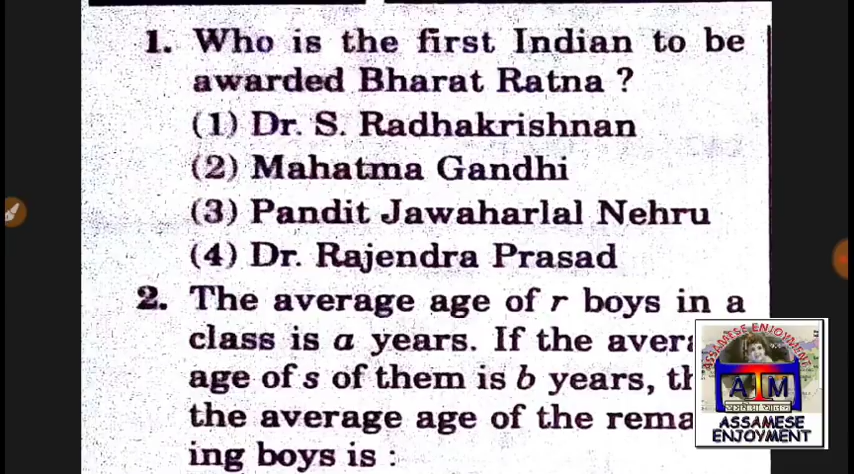 1. Who is the first Indian to be
awarded Bharat Ratna ?
(1) Dr. S. Radhakrishnan
(2) Mahatma Gandhi
(3) Pandit Jawaharlal Nehru
(4) Dr. Rajendra Prasad
2. The average age of r boys in a
class is a years. If the avera
age of s of them is b years, th
the average age of the rema
ing boys is :
ASSAMESE ENJOYMENT
ATM
ASSAMESE
ENJOYMENT